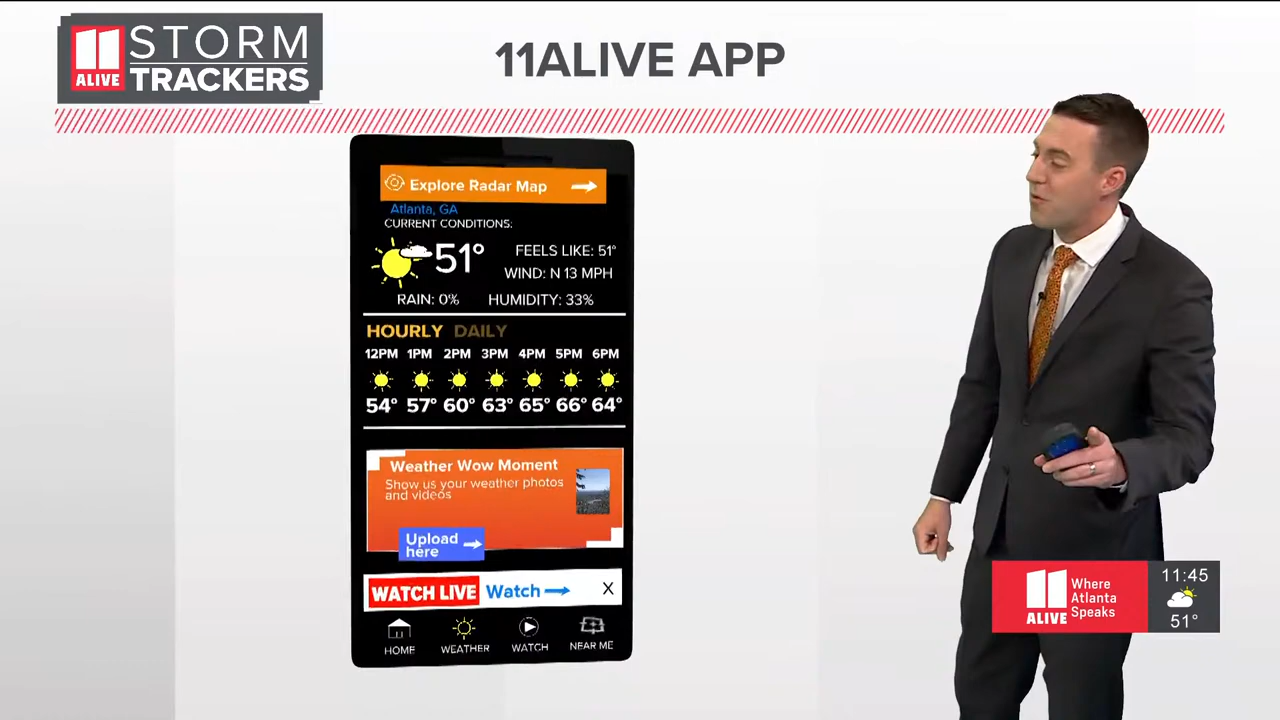 11 ALIVE
STORM
TRACKERS
11ALIVE APP
Explore Radar Map
Atlanta, GA
CURRENT CONDITIONS:
51°
FEELS LIKE: 51°
WIND: N 13 MPH
RAIN: 0%
HUMIDITY: 33%
HOURLY DAILY
12PM 1PM 2PM 3PM 4PM 5PM 6PM
54° 57° 60° 63° 65° 66° 64°
Weather Wow Moment
Show us your weather photos
and videos
Upload
here
WATCH LIVE Watch X
HOME WEATHER WATCH NEAR ME
11 ALIVE
Where
Atlanta
Speaks
11:45
51°